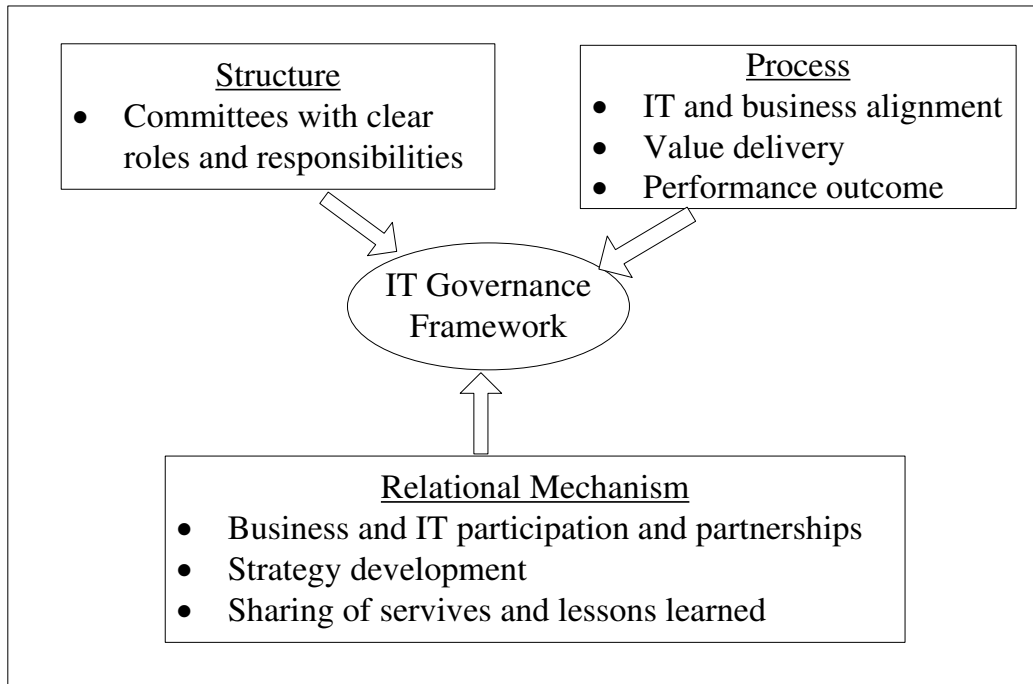 Structure
• Committees with clear
roles and responsibilities
Process
• IT and business alignment
• Value delivery
• Performance outcome
IT Governance
Framework
Relational Mechanism
• Business and IT participation and partnerships
• Strategy development
• Sharing of servives and lessons learned